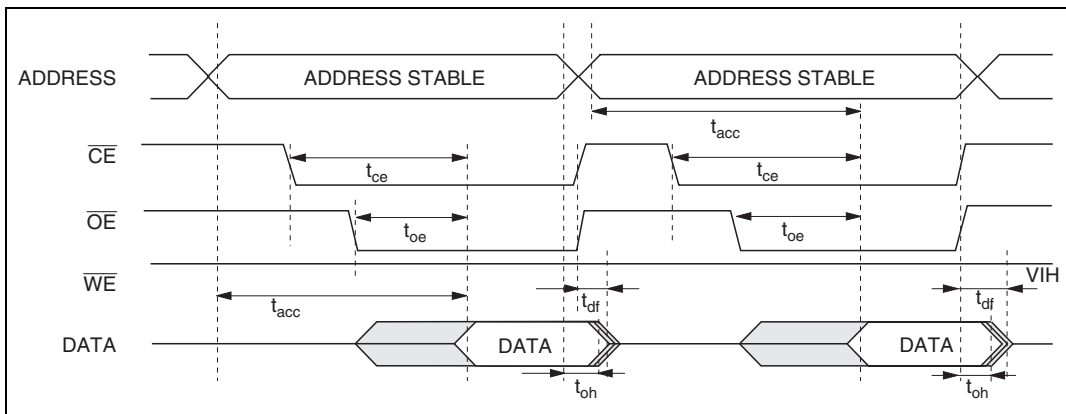 ADDRESS ADDRESS STABLE ADDRESS STABLE
t_acc
CE t_ce t_ce
OE t_oe t_oe
WE VIH
t_acc t_df t_df
DATA DATA DATA
t_oh t_oh